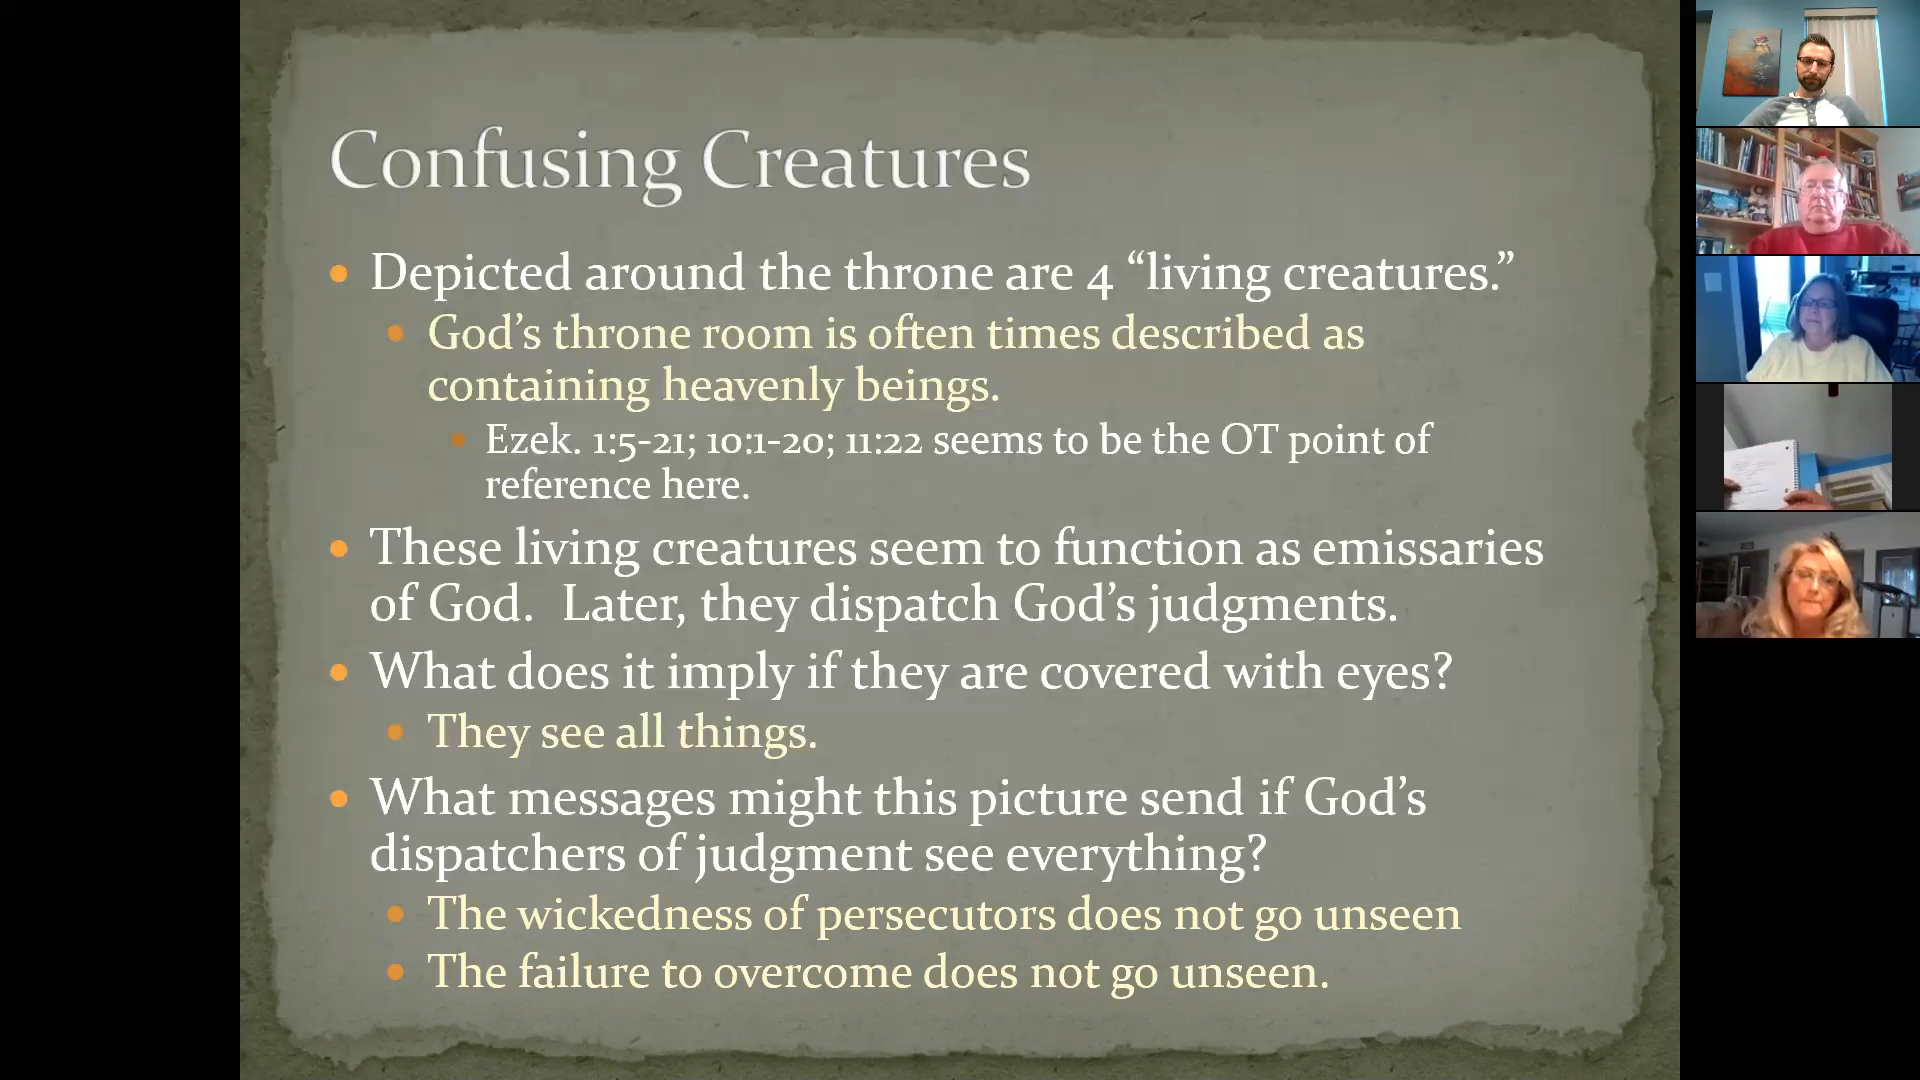 Confusing Creatures
Depicted around the throne are 4 “living creatures.”
God’s throne room is often times described as
containing heavenly beings.
Ezek. 1:5-21; 10:1-20; 11:22 seems to be the OT point of
reference here.
These living creatures seem to function as emissaries
of God.  Later, they dispatch God’s judgments.
What does it imply if they are covered with eyes?
They see all things.
What messages might this picture send if God’s
dispatchers of judgment see everything?
The wickedness of persecutors does not go unseen
The failure to overcome does not go unseen.